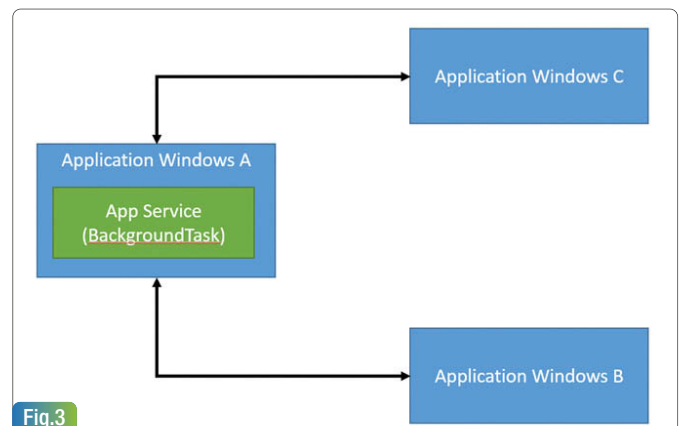 Application Windows C
Application Windows A
App Service
(BackgroundTask)
Application Windows B
Fig.3